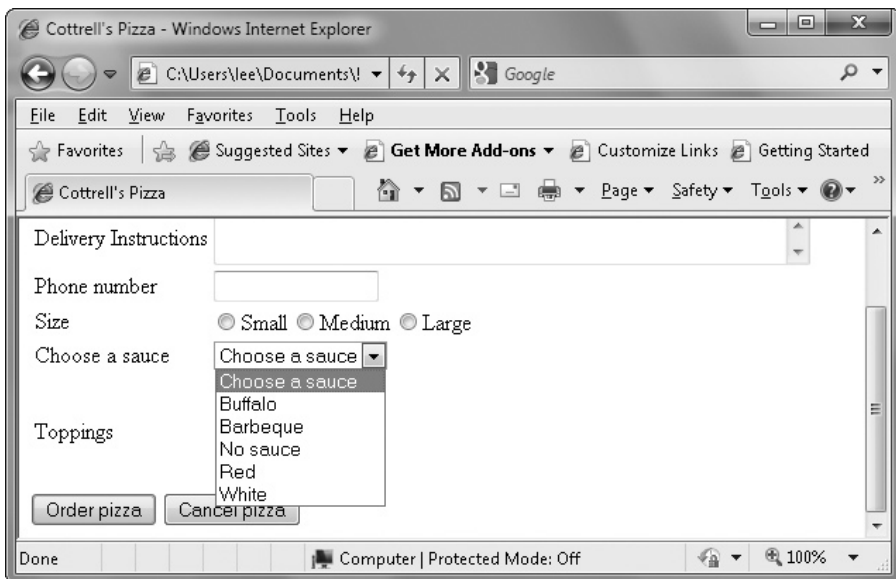 Cottrell's Pizza - Windows Internet Explorer
C:\Users\lee\Documents\! Google
File Edit View Favorites Tools Help
Favorites Suggested Sites Get More Add-ons Customize Links Getting Started
Cottrell's Pizza Page Safety Tools
Delivery Instructions
Phone number
Size Small Medium Large
Choose a sauce Choose a sauce
Choose a sauce
Buffalo
Barbeque
Toppings No sauce
Red
White
Order pizza Cancel pizza
Done Computer | Protected Mode: Off 100%